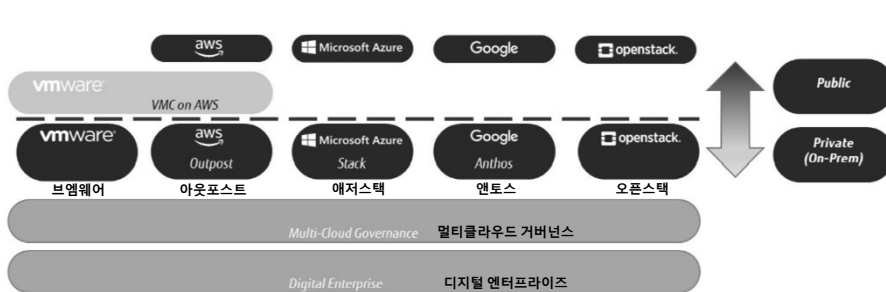 aws
Microsoft Azure
Google
openstack.
vmware
VMC on AWS
Public
vmware
aws
Outpost
Microsoft Azure
Stack
Google
Anthos
openstack.
Private
(On-Prem)
브엠웨어
아웃포스트
애저스택
앤토스
오픈스택
Multi-Cloud Governance 멀티클라우드 거버넌스
Digital Enterprise 디지털 엔터프라이즈